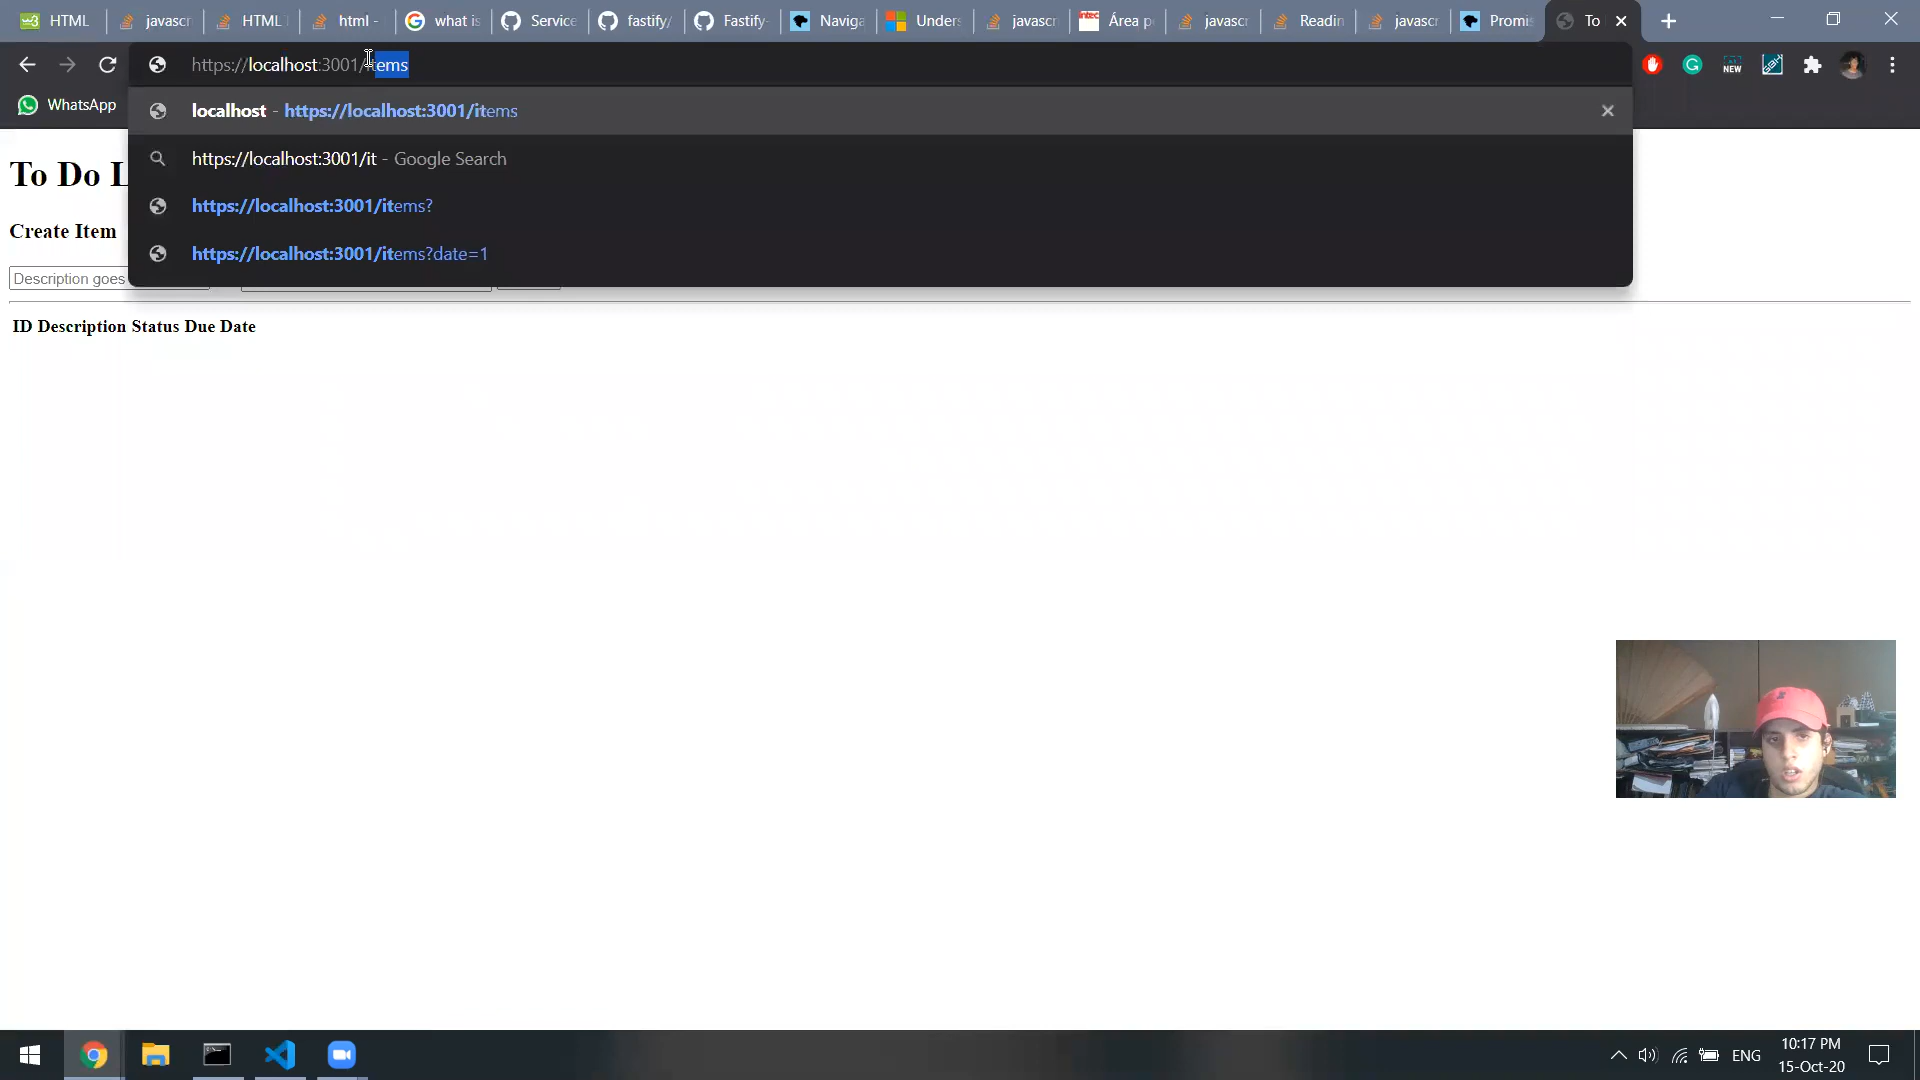 HTML
javascr
HTML
html -
what is
Service
fastify/
Fastify-
Naviga
Unders
javascr
Área p
javascr
Readin
javascr
Promis
To
https://localhost:3001/items
NEW
WhatsApp
localhost - https://localhost:3001/items
https://localhost:3001/it - Google Search
https://localhost:3001/items?
https://localhost:3001/items?date=1
To Do L
Create Item
Description goes
ID Description Status Due Date
ENG
10:17 PM
15-Oct-20